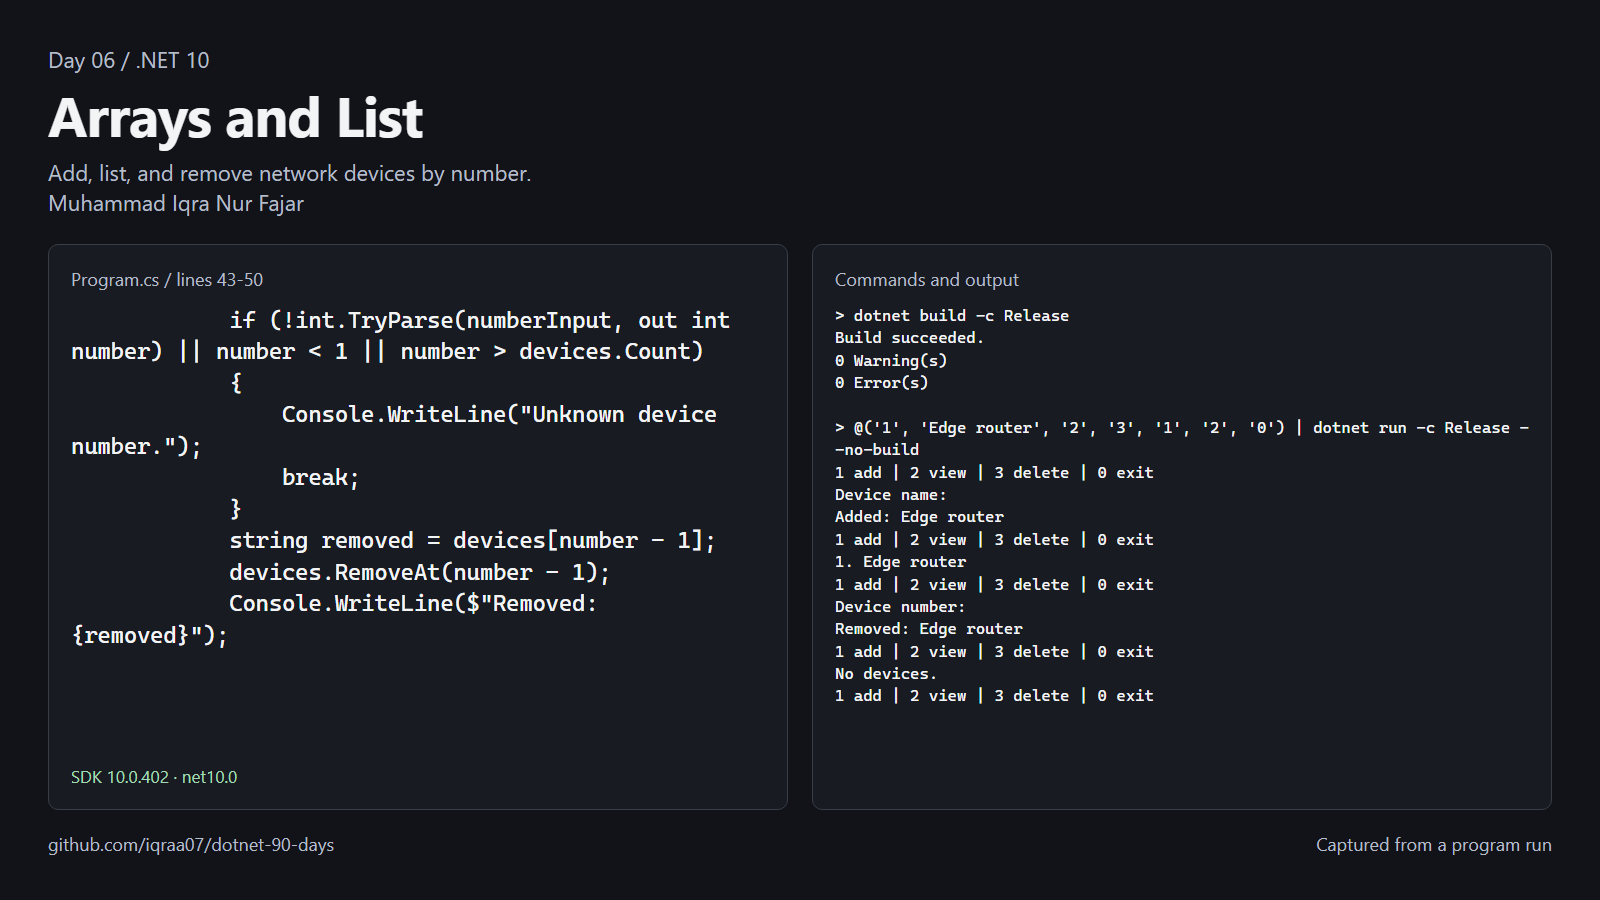 Day 06 / .NET 10
Arrays and List
Add, list, and remove network devices by number.
Muhammad Iqra Nur Fajar
Program.cs / lines 43-50
            if (!int.TryParse(numberInput, out int
number) || number < 1 || number > devices.Count)
            {
                Console.WriteLine("Unknown device
number.");
                break;
            }
            string removed = devices[number - 1];
            devices.RemoveAt(number - 1);
            Console.WriteLine($"Removed:
{removed}");
SDK 10.0.402 · net10.0
Commands and output
> dotnet build -c Release
Build succeeded.
0 Warning(s)
0 Error(s)
> @('1', 'Edge router', '2', '3', '1', '2', '0') | dotnet run -c Release -
-no-build
1 add | 2 view | 3 delete | 0 exit
Device name:
Added: Edge router
1 add | 2 view | 3 delete | 0 exit
1. Edge router
1 add | 2 view | 3 delete | 0 exit
Device number:
Removed: Edge router
1 add | 2 view | 3 delete | 0 exit
No devices.
1 add | 2 view | 3 delete | 0 exit
github.com/iqraa07/dotnet-90-days
Captured from a program run